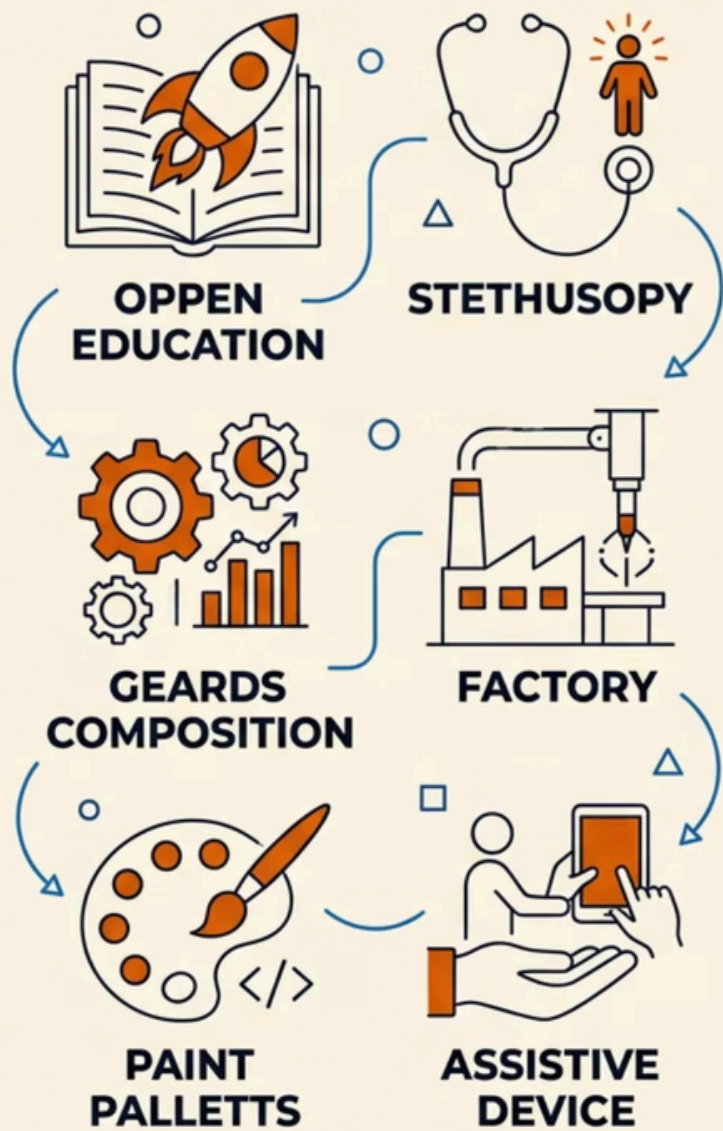 OPPEN
EDUCATION
STETHUSOPY
GEARDS
COMPOSITION
FACTORY
</>
PAINT
PALLETTS
ASSISTIVE
DEVICE